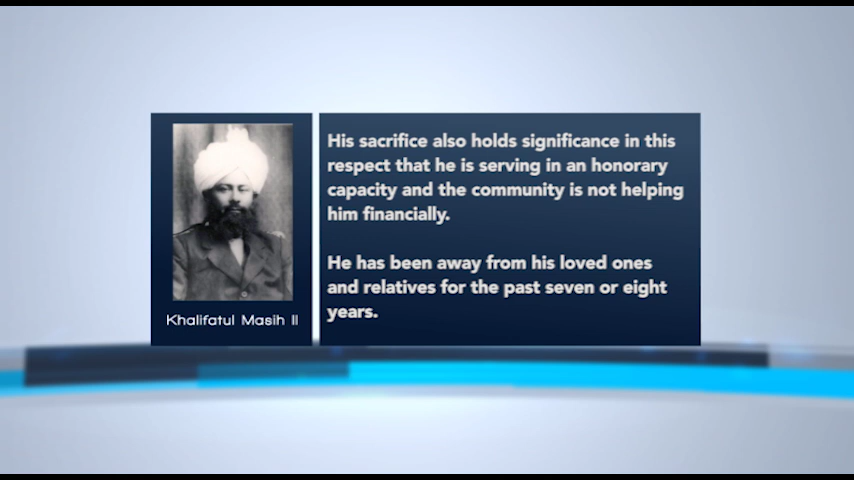 His sacrifice also holds significance in this
respect that he is serving in an honorary
capacity and the community is not helping
him financially.
He has been away from his loved ones
and relatives for the past seven or eight
years.
Khalifatul Masih II